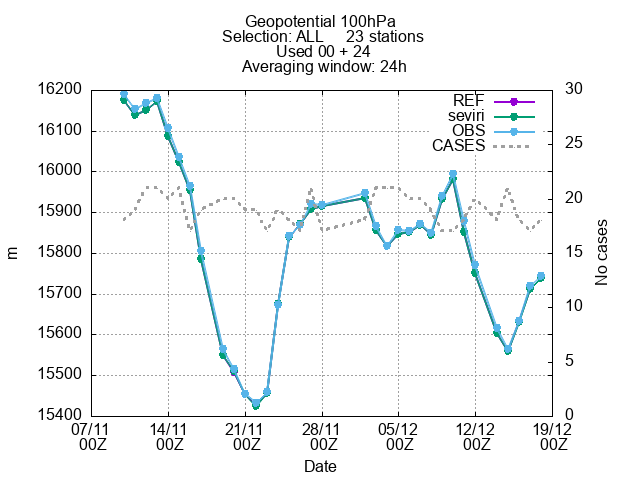 Geopotential 100hPa
Selection: ALL 23 stations
Used 00 + 24
Averaging window: 24h
REF
seviri
OBS
CASES
16200
16100
16000
15900
15800
15700
15600
15500
15400
m
30
25
20
15
10
5
0
No cases
07/11 14/11 21/11 28/11 05/12 12/12 19/12
00Z 00Z 00Z 00Z 00Z 00Z 00Z
Date